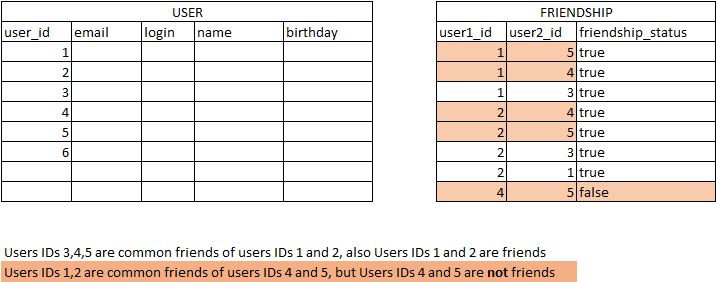 USER
user_id email login name birthday
1
2
3
4
5
6
FRIENDSHIP
user1_id user2_id friendship_status
1 5 true
1 4 true
1 3 true
2 4 true
2 5 true
2 3 true
2 1 true
4 5 false
Users IDs 3,4,5 are common friends of users IDs 1 and 2, also Users IDs 1 and 2 are friends
Users IDs 1,2 are common friends of users IDs 4 and 5, but Users IDs 4 and 5 are not friends